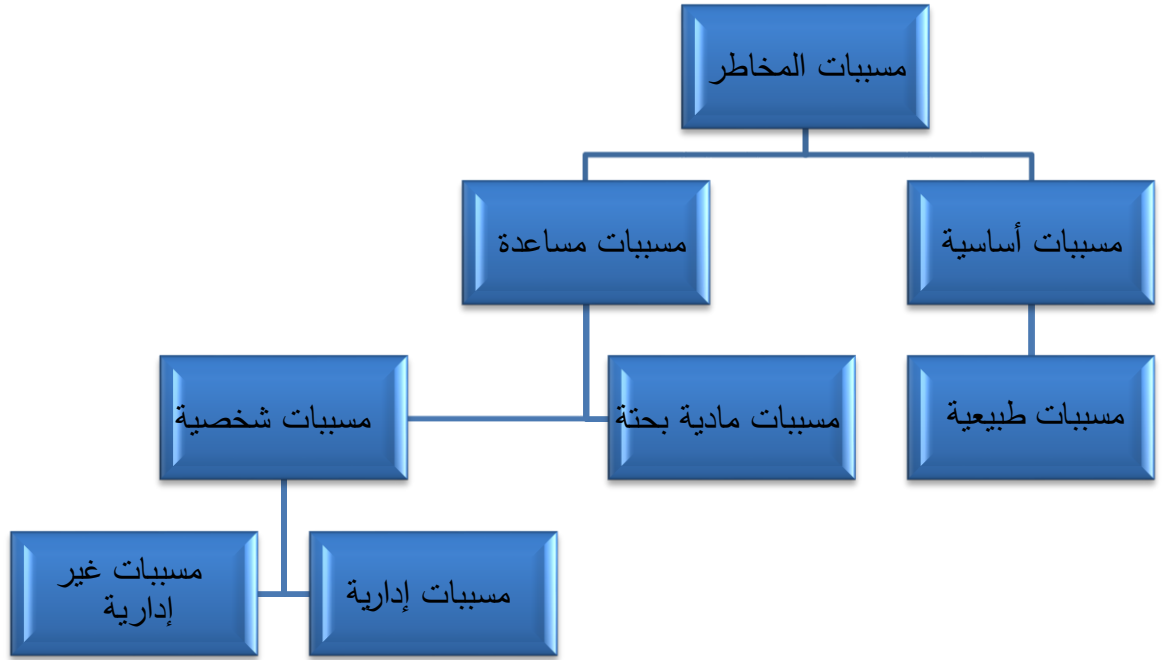 مسببات المخاطر
مسببات أساسية
مسببات مساعدة
مسببات طبيعية
مسببات مادية بحتة
مسببات شخصية
مسببات إدارية
مسببات غير
إدارية